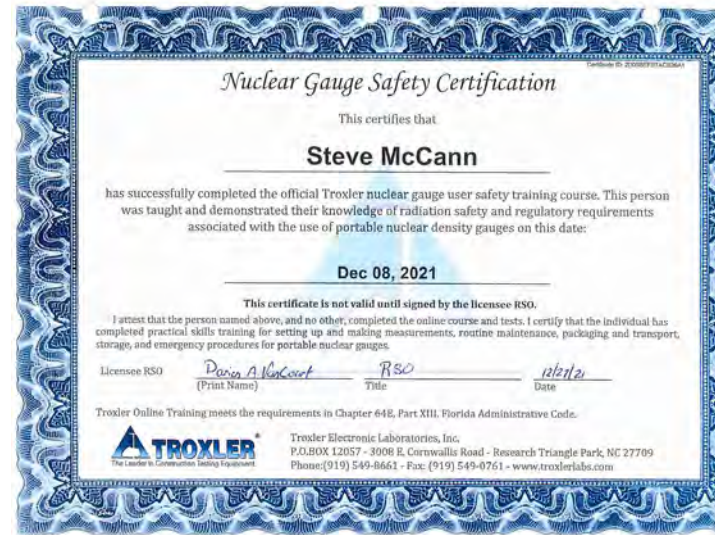 Nuclear Gauge Safety Certification
This certifies that
Steve McCann
has successfully completed the official Troxler nuclear gauge user safety training course. This person
was taught and demonstrated their knowledge of radiation safety and regulatory requirements
associated with the use of portable nuclear density gauges on this date:
Dec 08, 2021
This certificate is not valid until signed by the licensee RSO.
I attest that the person named above, and no other, completed the online course and tests. I certify that the individual has
completed practical skills training for setting up and making measurements, routine maintenance, packaging and transport,
storage, and emergency procedures for portable nuclear gauges.
Licensee RSO A RSO 12/27/21
(Print Name) Title Date
Troxler Online Training meets the requirements in Chapter 64E, Part XIII. Florida Administrative Code.
TROXLER
The Leader in Construction Testing Equipment
Troxler Electronic Laboratories, Inc.
P.O.BOX 12057 - 3008 E. Cornwallis Road - Research Triangle Park, NC 27709
Phone:(919) 549-8661 - Fax: (919) 549-0761 - www.troxlerlabs.com